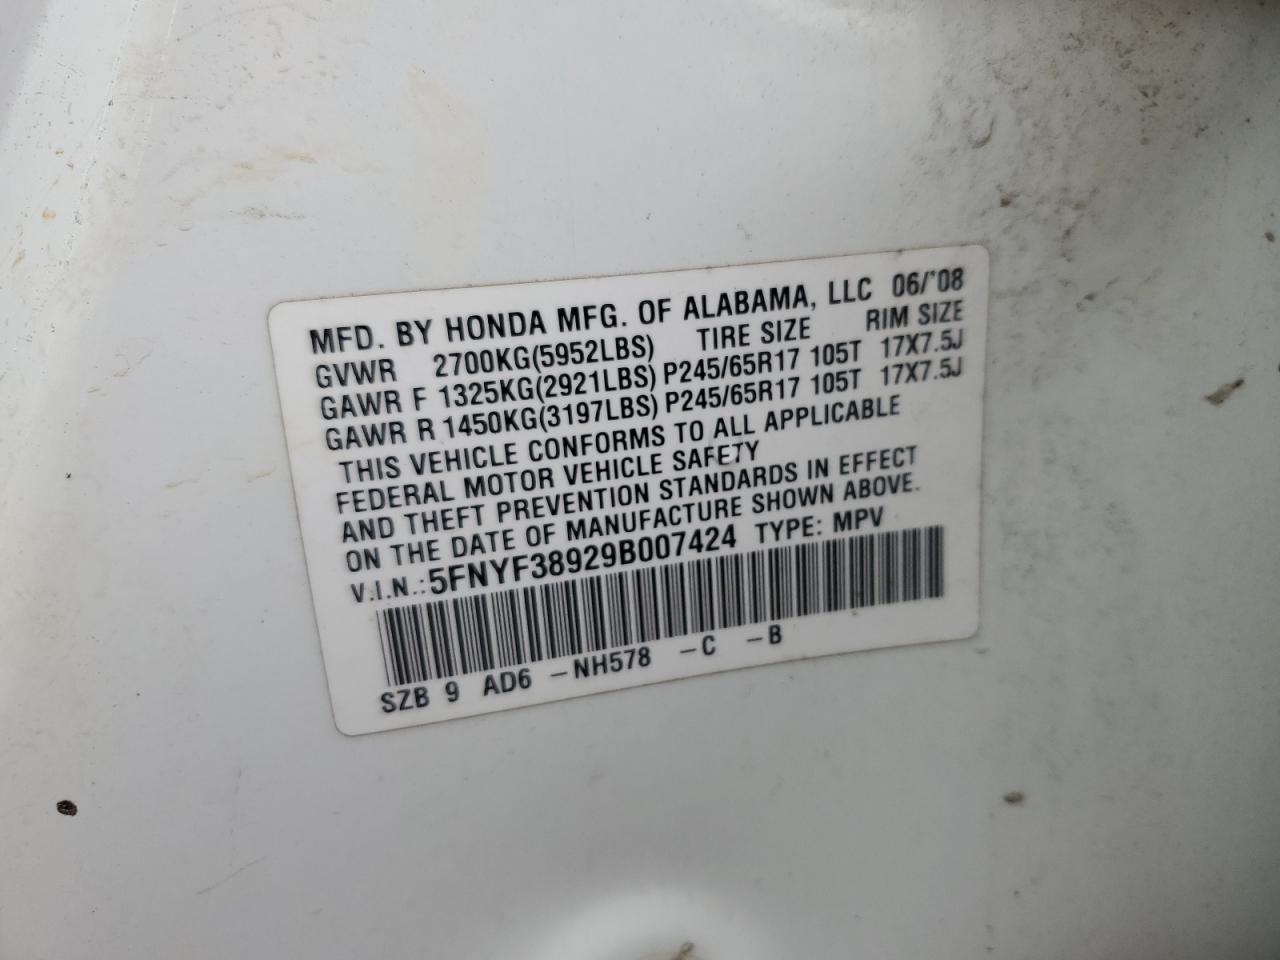 MFD. BY HONDA MFG. OF ALABAMA, LLC 06/'08
GVWR 2700KG(5952LBS) TIRE SIZE RIM SIZE
GAWR F 1325KG(2921LBS) P245/65R17 105T 17X7.5J
GAWR R 1450KG(3197LBS) P245/65R17 105T 17X7.5J
THIS VEHICLE CONFORMS TO ALL APPLICABLE
FEDERAL MOTOR VEHICLE SAFETY
AND THEFT PREVENTION STANDARDS IN EFFECT
ON THE DATE OF MANUFACTURE SHOWN ABOVE.
V.I.N.: 5FNYF38929B007424 TYPE: MPV
SZB 9 AD6 -NH578 -C -B